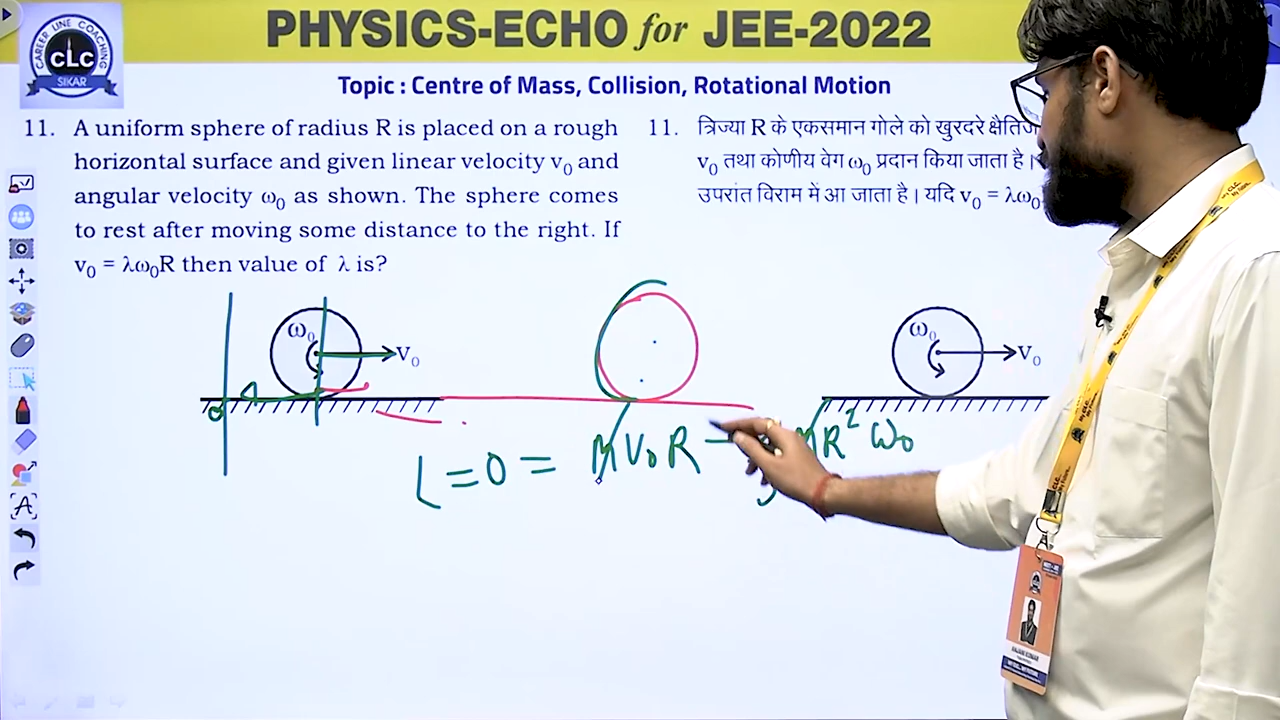 PHYSICS-ECHO for JEE-2022
CAREER LINE COACHING
CLC
SIKAR
Topic : Centre of Mass, Collision, Rotational Motion
11. A uniform sphere of radius R is placed on a rough
horizontal surface and given linear velocity v₀ and
angular velocity ω₀ as shown. The sphere comes
to rest after moving some distance to the right. If
v₀ = λω₀R then value of λ is?
11. त्रिज्या R के एकसमान गोले को खुरदरे
v₀ तथा कोणीय वेग ω₀ प्रदान किया जाता है।
उपरांत विराम में आ जाता है। यदि v₀ = λω₀
ω₀
v₀
ω₀
v₀
L = 0 = M V₀ R - MR² ω₀
A